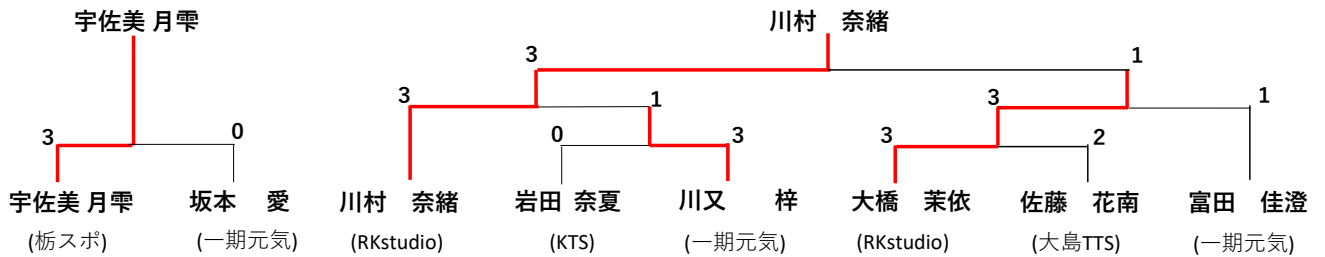 宇佐美 月雫
川村 奈緒
3 1
3 1 3 1
3 0 0 3 3 2
宇佐美 月雫 坂本 愛 川村 奈緒 岩田 奈夏 川又 梓 大橋 茉依 佐藤 花南 富田 佳澄
(栃スポ) (一期元気) (RKstudio) (KTS) (一期元気) (RKstudio) (大島TTS) (一期元気)